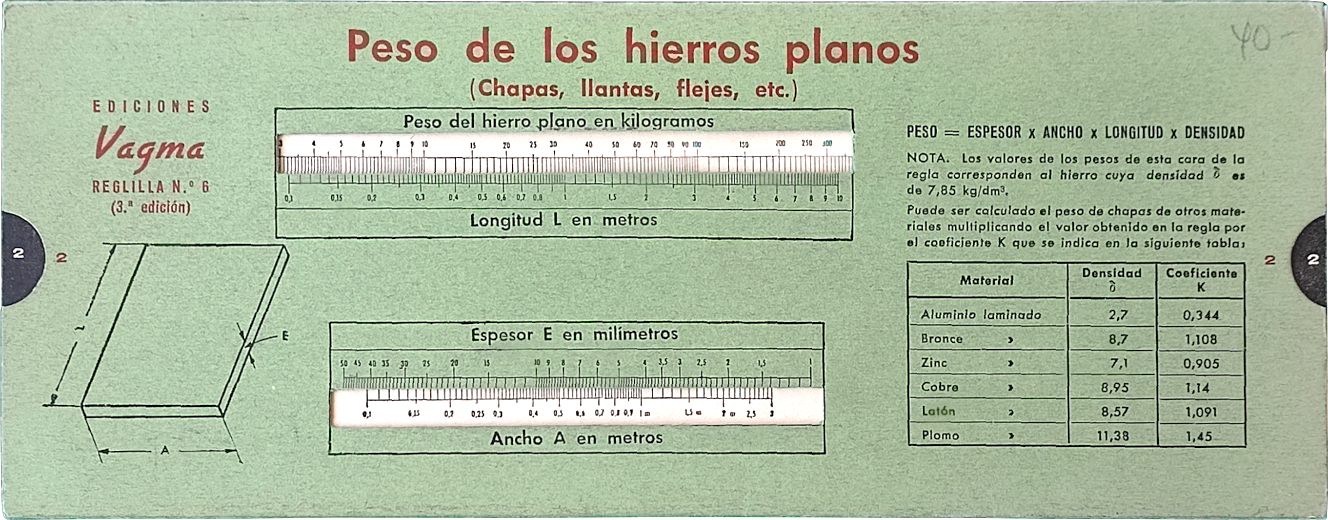 Peso de los hierros planos
(Chapas, llantas, flejes, etc.)
40-
EDICIONES
Vagma
REGLILLA N.º 6
(3.ª edición)
Peso del hierro plano en kilogramos
3 4 5 6 7 8 9 10 15 20 25 30 40 50 60 70 80 90 100 150 200 250 300
0,1 0,15 0,2 0,3 0,4 0,5 0,6 0,7 0,8 1 1,5 2 3 4 5 6 7 8 9 10
Longitud L en metros
2 2
L
E
A
Espesor E en milímetros
50 45 40 35 30 25 20 15 10 9 8 7 6 5 4 3,5 3 2,5 2 1,5 1
0,1 0,15 0,2 0,25 0,3 0,4 0,5 0,6 0,7 0,8 0,9 1 m 1,5 m 2 m 2,5 3
Ancho A en metros
PESO = ESPESOR x ANCHO x LONGITUD x DENSIDAD
NOTA. Los valores de los pesos de esta cara de la
regla corresponden al hierro cuya densidad δ es
de 7,85 kg/dm³.
Puede ser calculado el peso de chapas de otros mate-
riales multiplicando el valor obtenido en la regla por
el coeficiente K que se indica en la siguiente tabla:
2 2
Material Densidad δ Coeficiente K
Aluminio laminado 2,7 0,344
Bronce » 8,7 1,108
Zinc » 7,1 0,905
Cobre » 8,95 1,14
Latón » 8,57 1,091
Plomo » 11,38 1,45